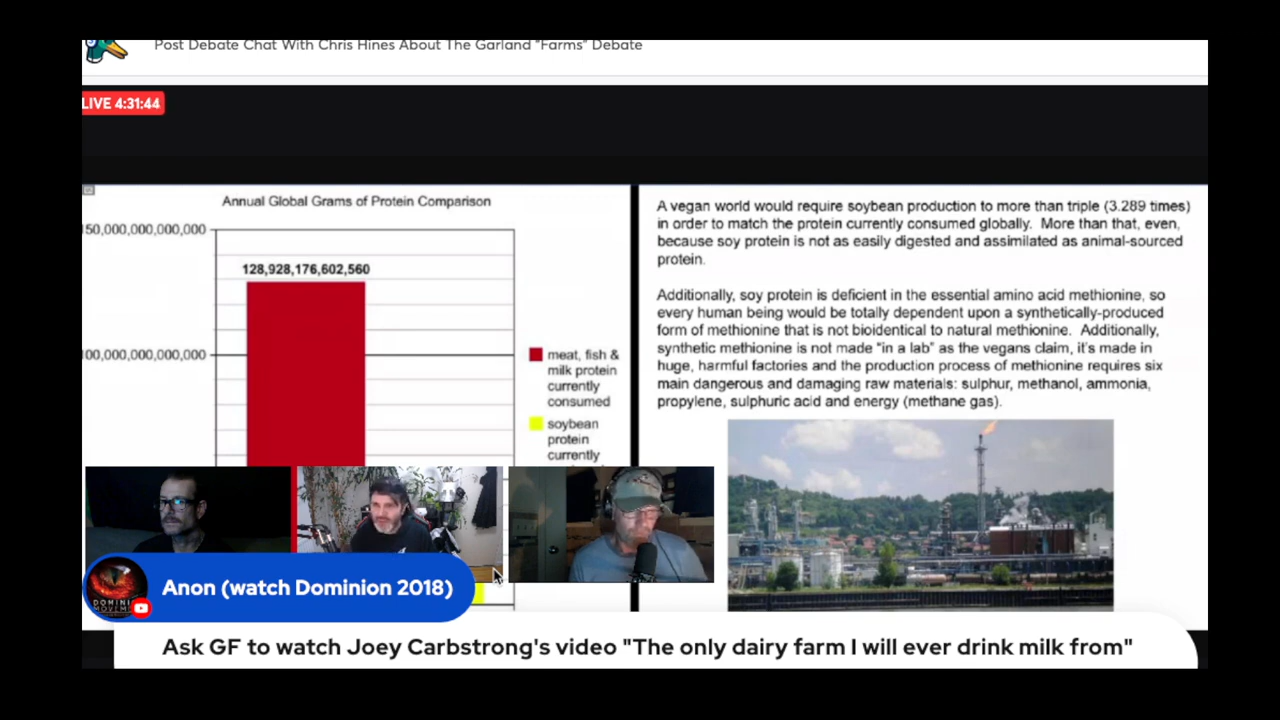 Post Debate Chat With Chris Hines About The Garland "Farms" Debate
LIVE 4:31:44
Annual Global Grams of Protein Comparison
50,000,000,000,000
128,928,176,602,560
00,000,000,000,000
meat, fish &
milk protein
currently
consumed
soybean
protein
currently
A vegan world would require soybean production to more than triple (3.289 times)
in order to match the protein currently consumed globally. More than that, even,
because soy protein is not as easily digested and assimilated as animal-sourced
protein.
Additionally, soy protein is deficient in the essential amino acid methionine, so
every human being would be totally dependent upon a synthetically-produced
form of methionine that is not bioidentical to natural methionine. Additionally,
synthetic methionine is not made "in a lab" as the vegans claim, it's made in
huge, harmful factories and the production process of methionine requires six
main dangerous and damaging raw materials: sulphur, methanol, ammonia,
propylene, sulphuric acid and energy (methane gas).
Anon (watch Dominion 2018)
Ask GF to watch Joey Carbstrong's video "The only dairy farm I will ever drink milk from"